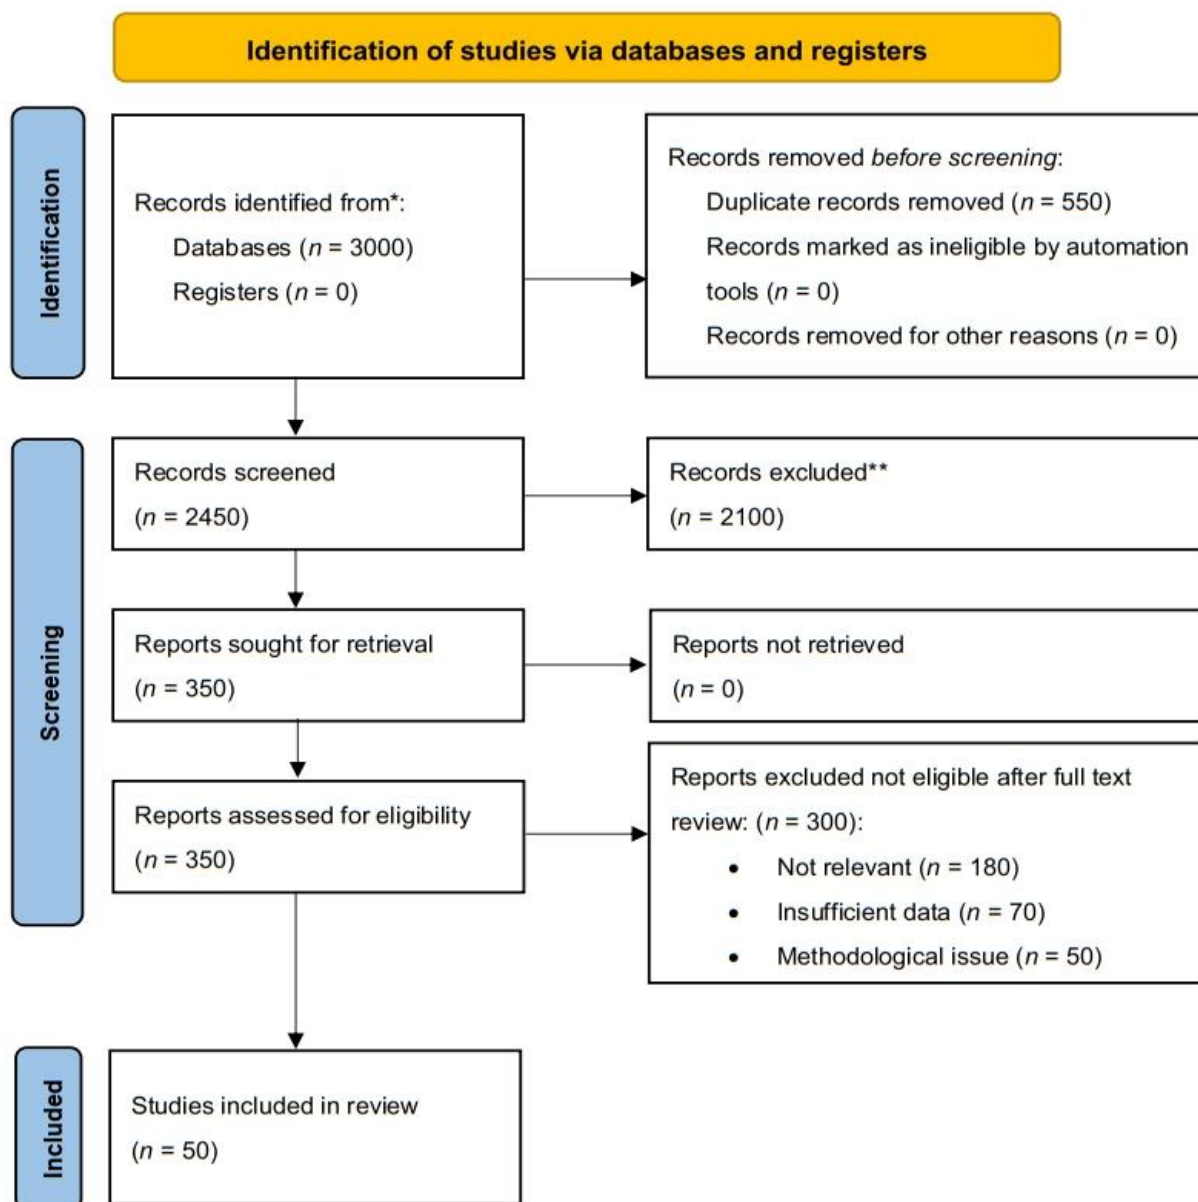 Identification of studies via databases and registers
Identification
Records identified from*:
Databases (n = 3000)
Registers (n = 0)
Records removed before screening:
Duplicate records removed (n = 550)
Records marked as ineligible by automation
tools (n = 0)
Records removed for other reasons (n = 0)
Screening
Records screened
(n = 2450)
Records excluded**
(n = 2100)
Reports sought for retrieval
(n = 350)
Reports not retrieved
(n = 0)
Reports assessed for eligibility
(n = 350)
Reports excluded not eligible after full text
review: (n = 300):
• Not relevant (n = 180)
• Insufficient data (n = 70)
• Methodological issue (n = 50)
Included
Studies included in review
(n = 50)